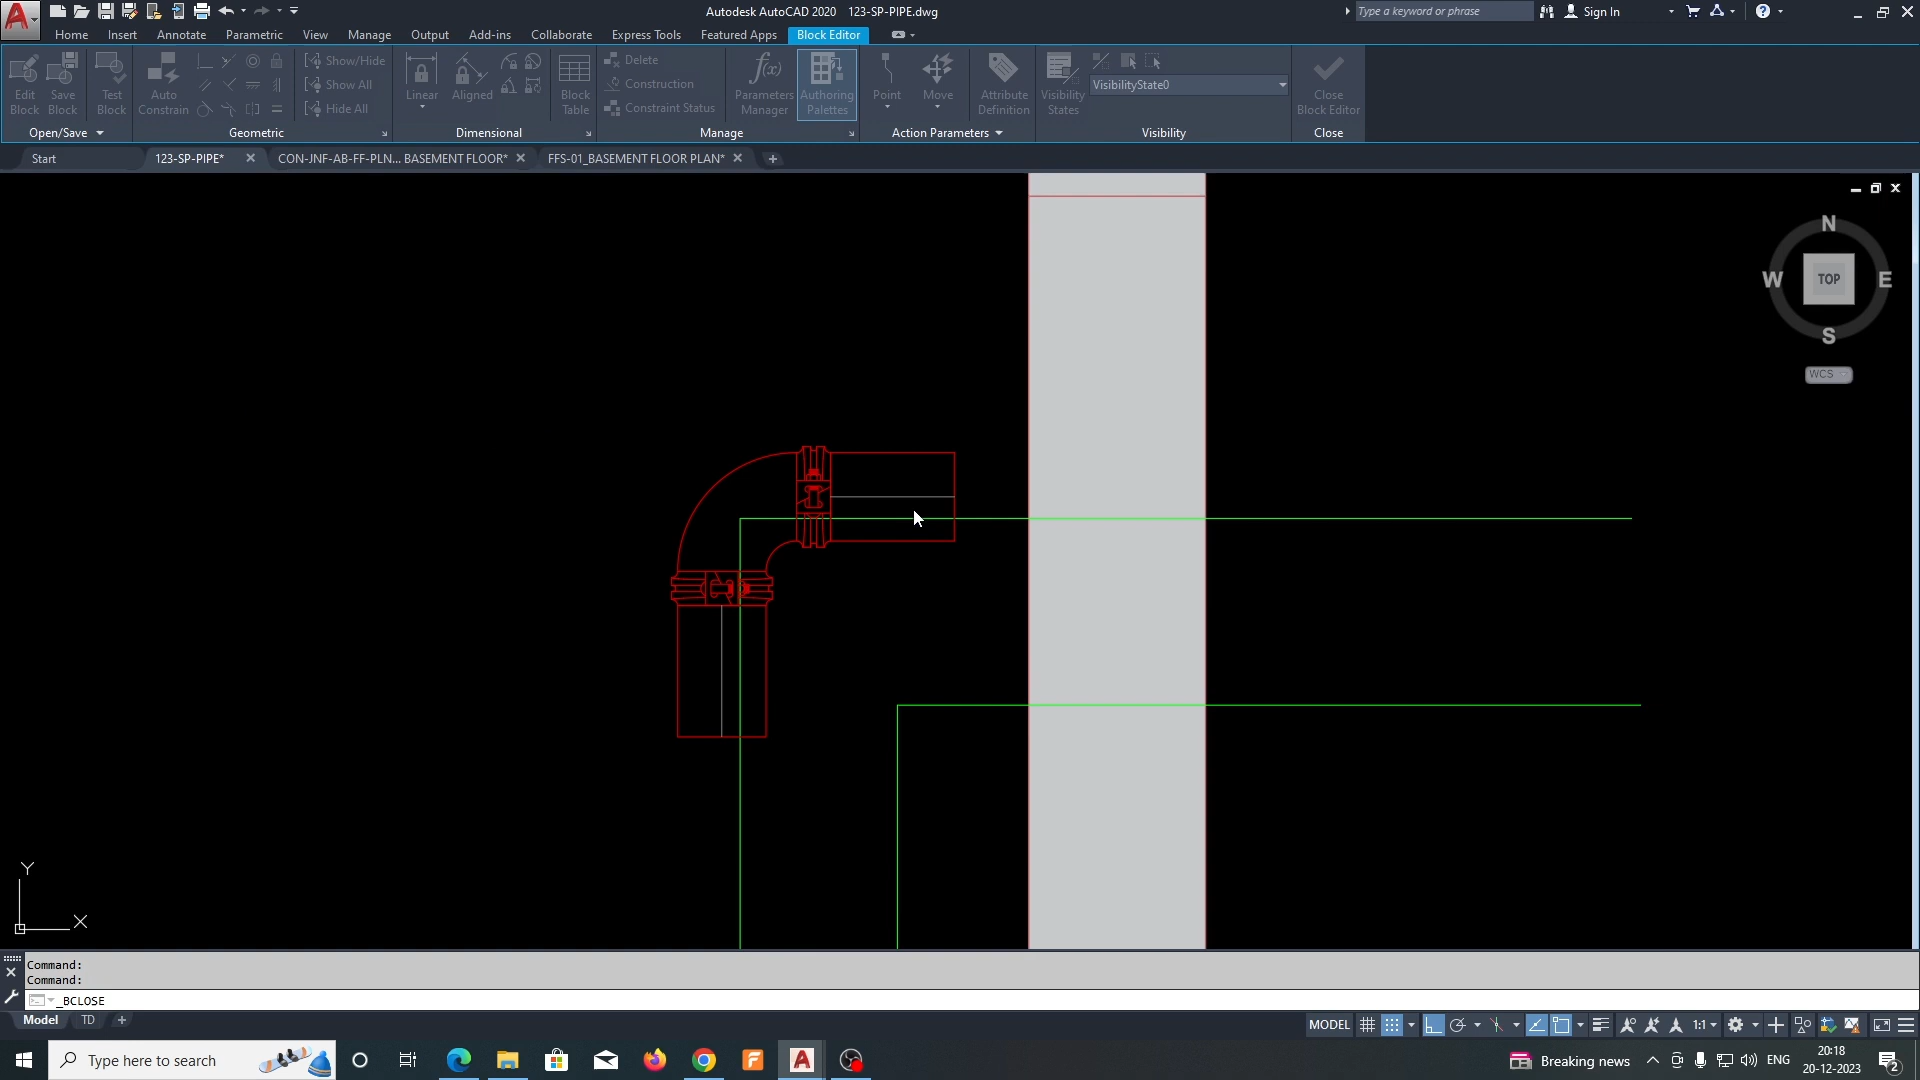 Autodesk AutoCAD 2020 123-SP-PIPE.dwg
Type a keyword or phrase
Sign In
Home Insert Annotate Parametric View Manage Output Add-ins Collaborate Express Tools Featured Apps Block Editor
Edit Block
Save Block
Test Block
Auto Constrain
Show/Hide
Show All
Hide All
Linear
Aligned
Block Table
Delete
Construction
Constraint Status
Parameters Manager
Authoring Palettes
Point
Move
Attribute Definition
Visibility States
VisibilityState0
Close Block Editor
Open/Save Geometric Dimensional Manage Action Parameters Visibility Close
Start 123-SP-PIPE* CON-JNF-AB-FF-PLN... BASEMENT FLOOR* FFS-01_BASEMENT FLOOR PLAN*
N
W TOP E
S
WCS
Y
X
Command:
Command:
_BCLOSE
Model TD
MODEL 1:1
Type here to search
Breaking news
ENG
20:18
20-12-2023
2